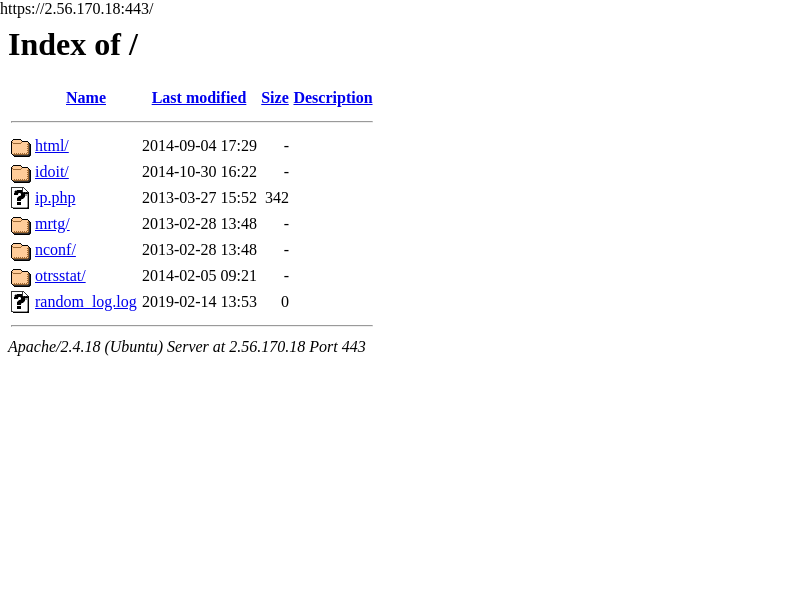 https://2.56.170.18:443/
Index of /
Name Last modified Size Description
html/ 2014-09-04 17:29 -
idoit/ 2014-10-30 16:22 -
ip.php 2013-03-27 15:52 342
mrtg/ 2013-02-28 13:48 -
nconf/ 2013-02-28 13:48 -
otrsstat/ 2014-02-05 09:21 -
random_log.log 2019-02-14 13:53 0
Apache/2.4.18 (Ubuntu) Server at 2.56.170.18 Port 443